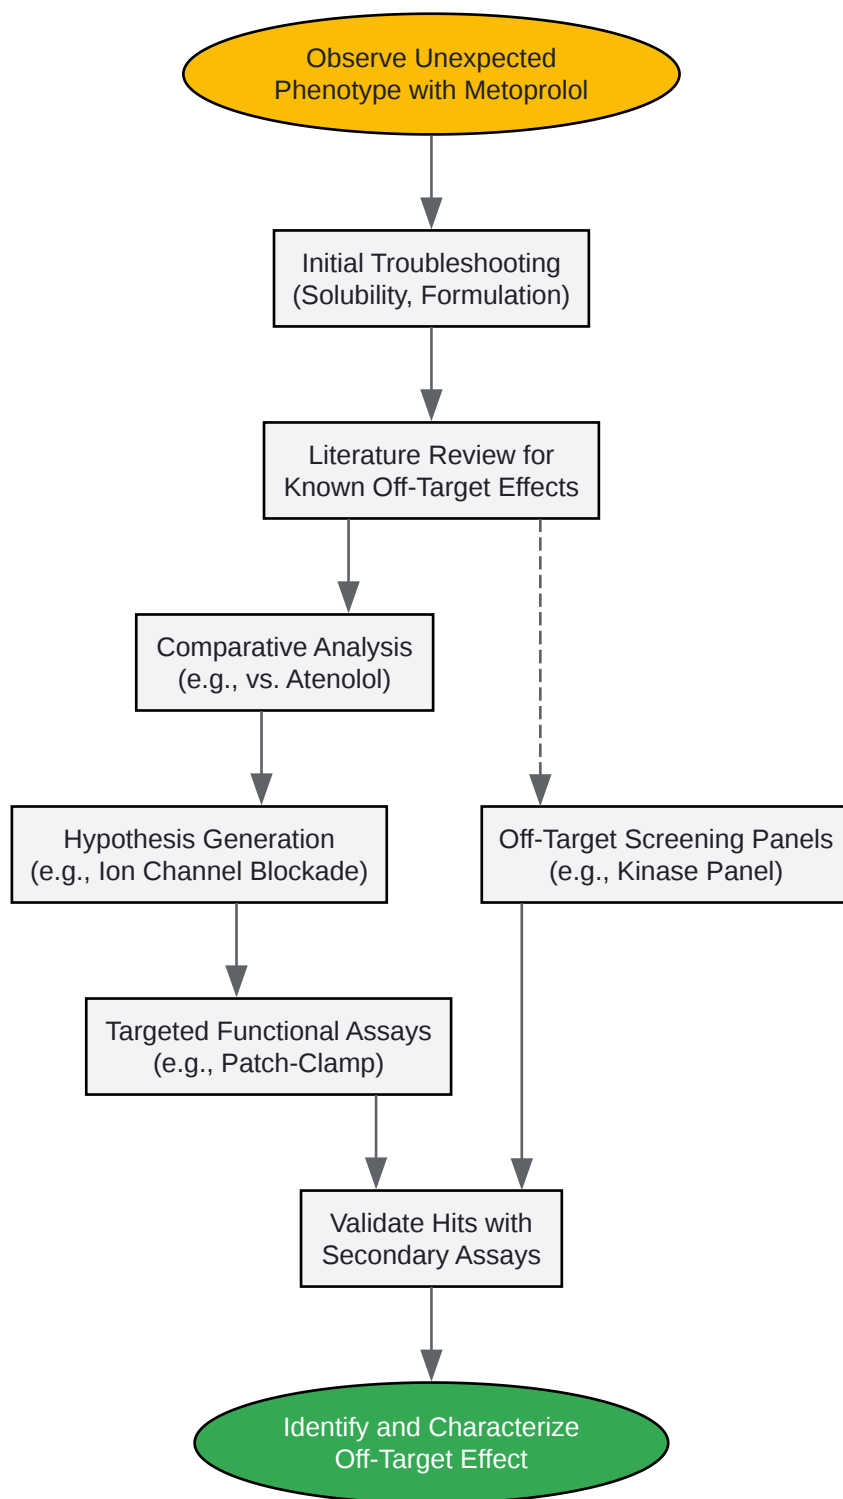 Observe Unexpected
Phenotype with Metoprolol
Initial Troubleshooting
(Solubility, Formulation)
Literature Review for
Known Off-Target Effects
Comparative Analysis
(e.g., vs. Atenolol)
Hypothesis Generation
(e.g., Ion Channel Blockade)
Off-Target Screening Panels
(e.g., Kinase Panel)
Targeted Functional Assays
(e.g., Patch-Clamp)
Validate Hits with
Secondary Assays
Identify and Characterize
Off-Target Effect